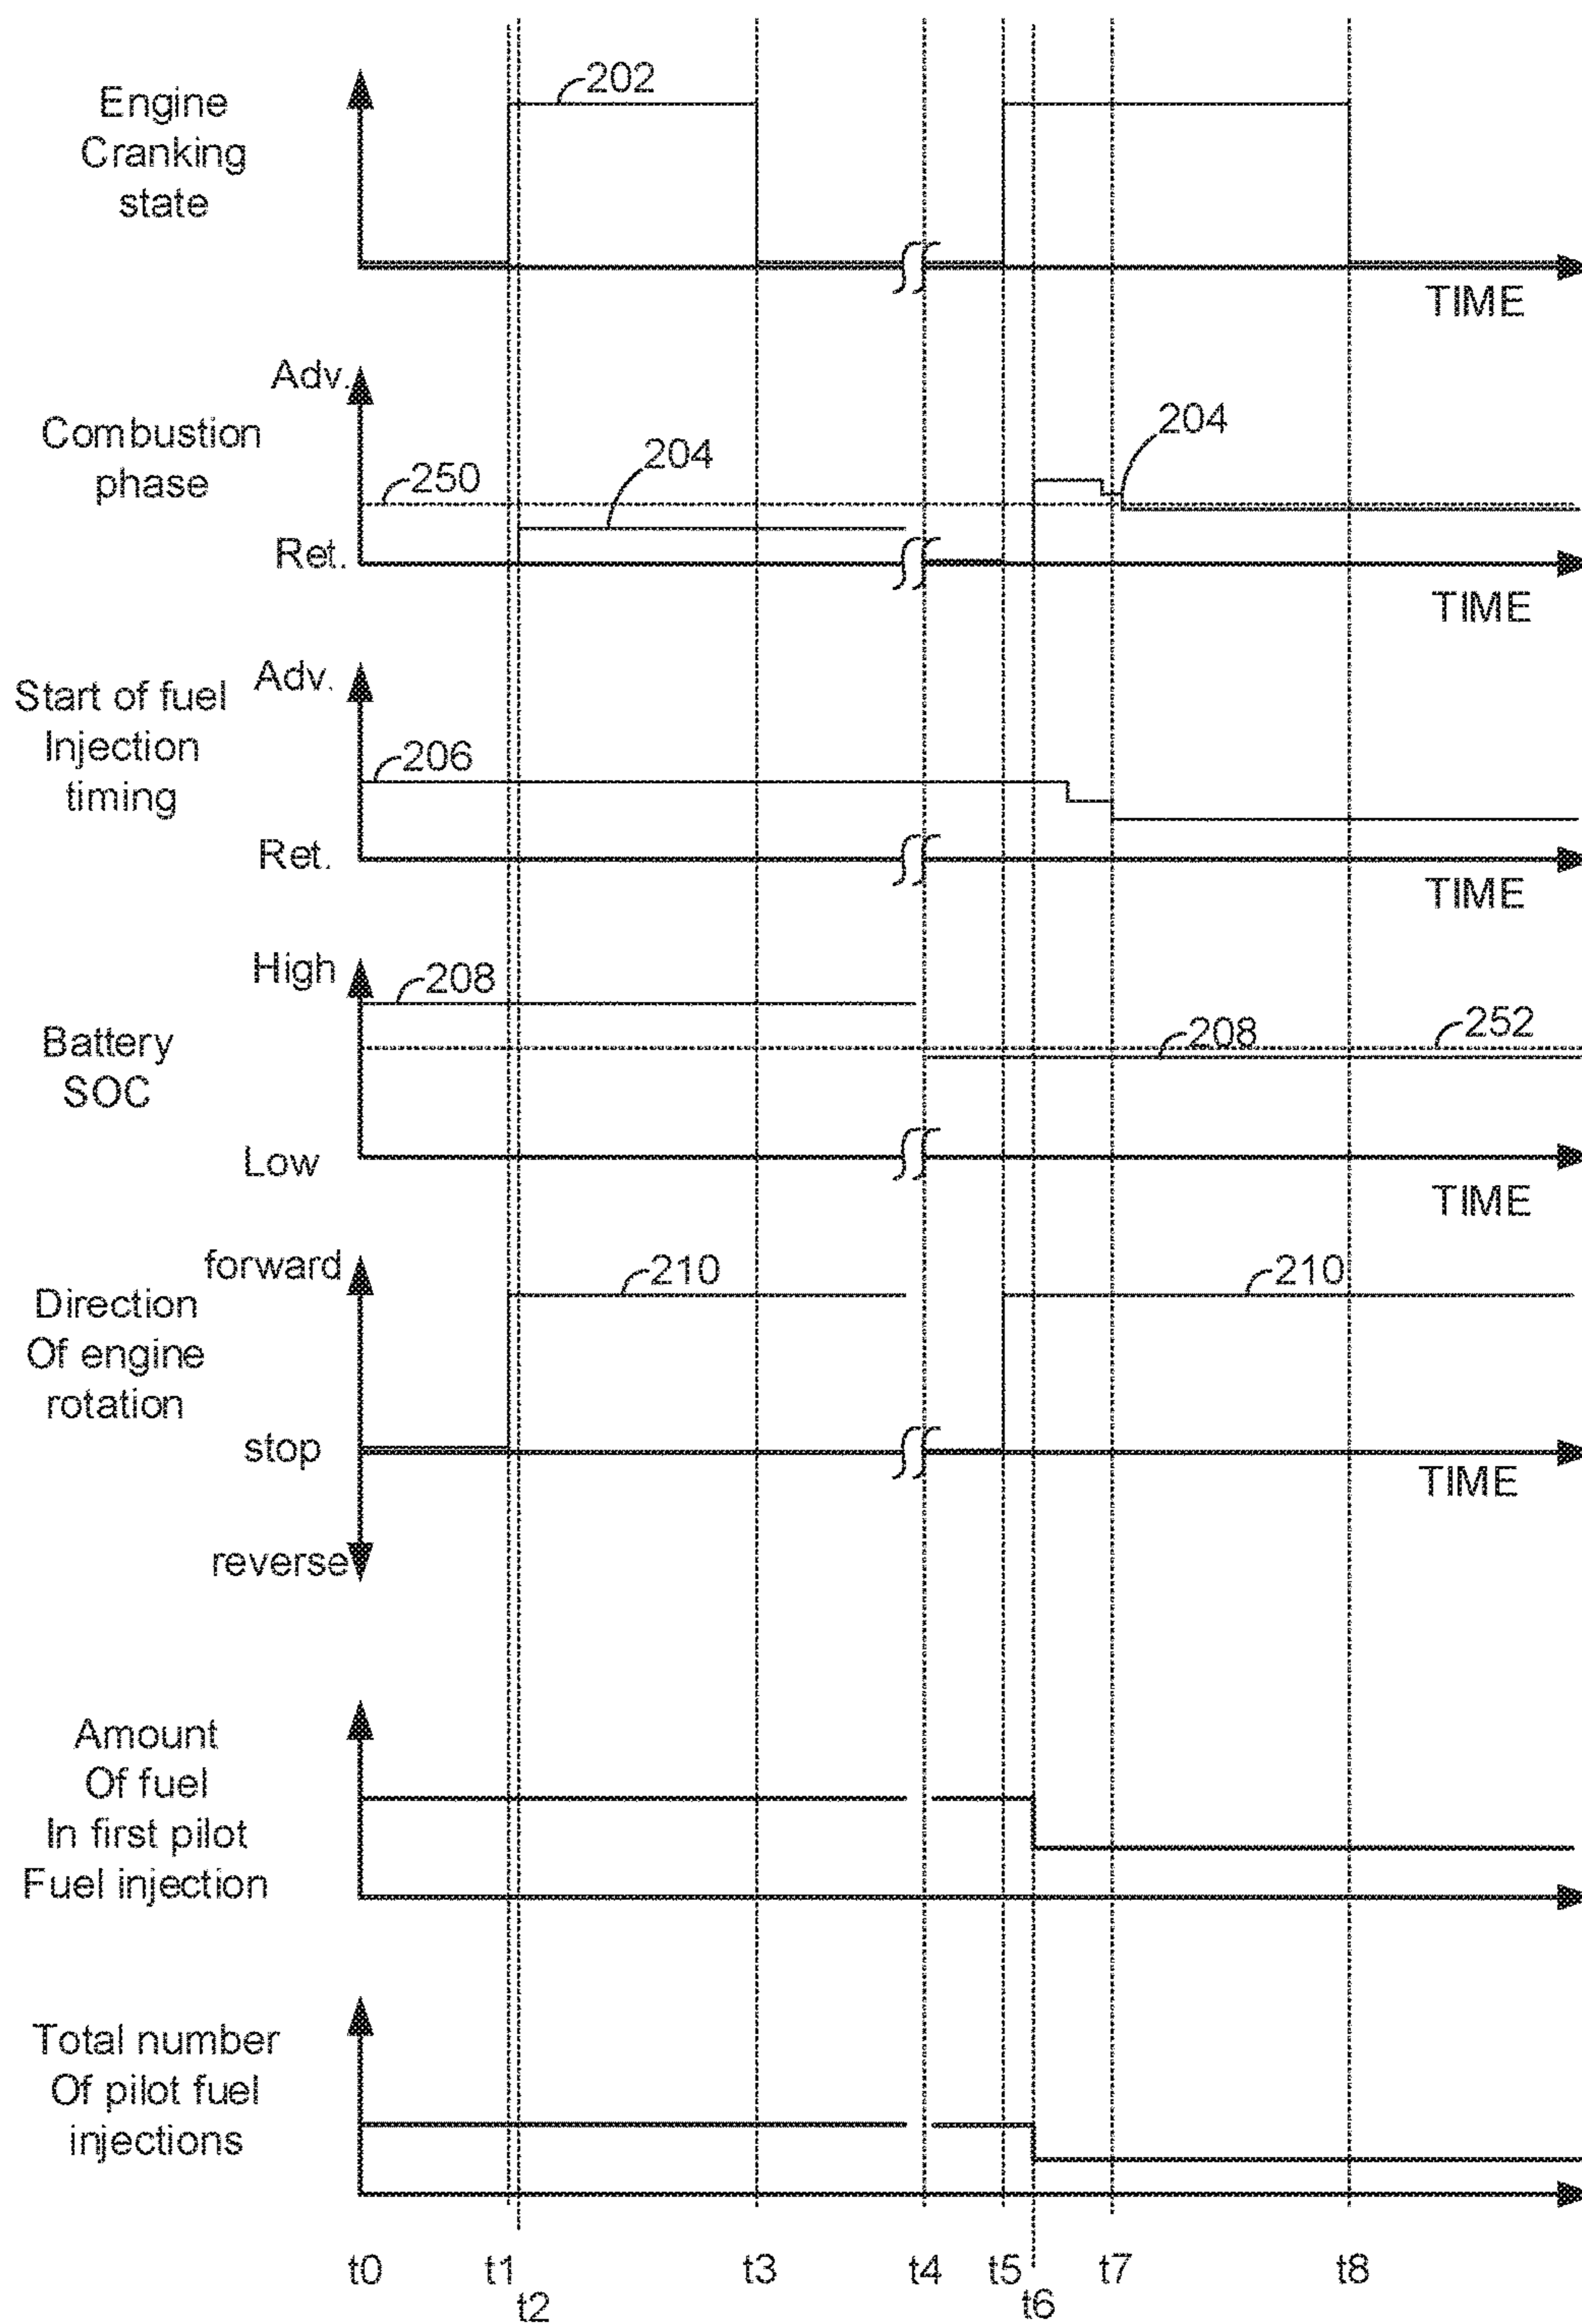 202
Engine
Cranking
state
TIME
Adv.
Combustion
phase
204
204
250
Ret.
TIME
Adv.
Start of fuel
Injection
timing
206
Ret.
TIME
High
208
Battery
SOC
252
208
Low
TIME
forward
210
210
Direction
Of engine
rotation
stop
TIME
reverse
Amount
Of fuel
In first pilot
Fuel injection
Total number
Of pilot fuel
injections
t0 t1 t3 t4 t5 t7 t8
t2 t6